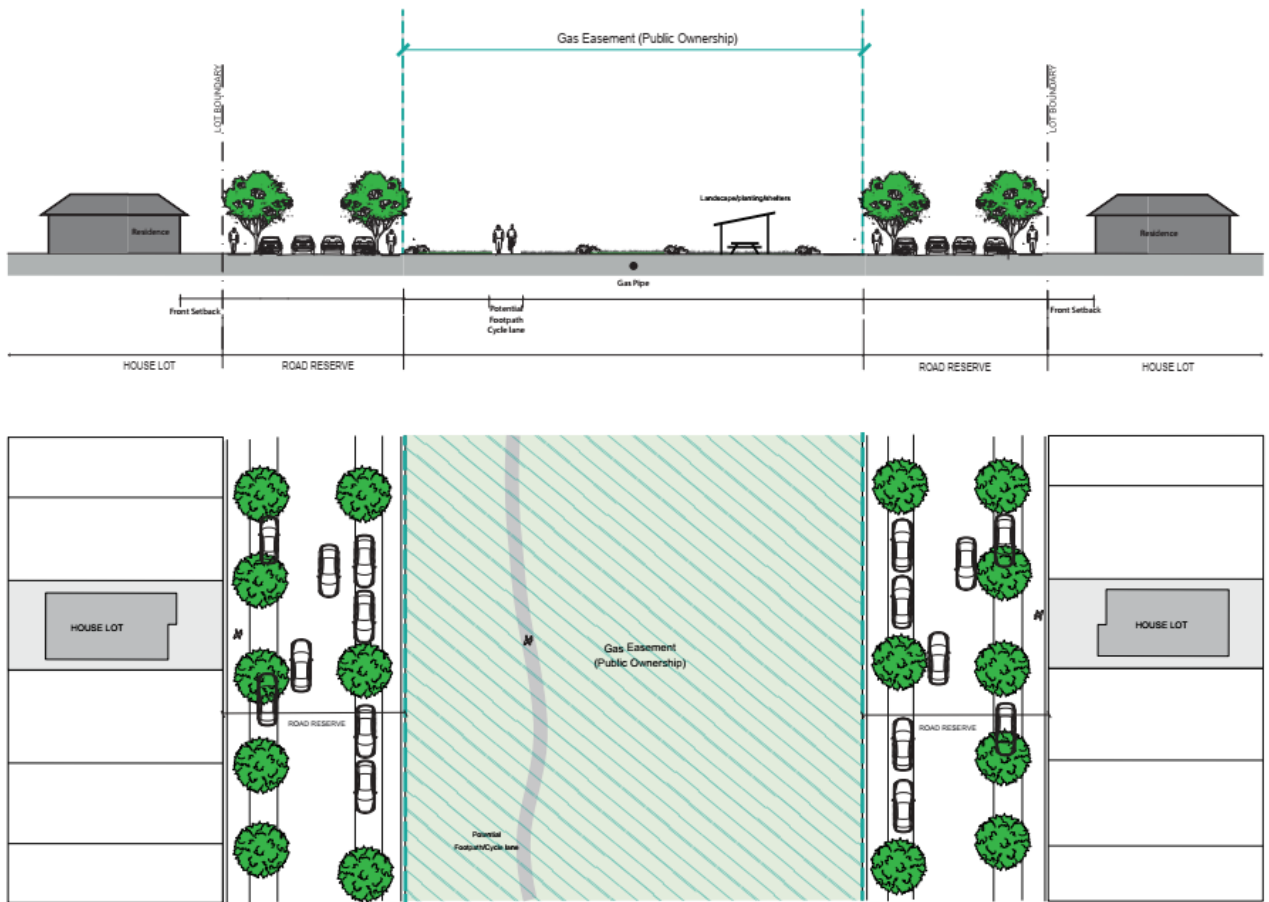 Gas Easement (Public Ownership)
LOT BOUNDARY
LOT BOUNDARY
Landscape/planting/shelters
Residence
Residence
Gas Pipe
Front Setback
Potential
Footpath
Cycle lane
Front Setback
HOUSE LOT
ROAD RESERVE
ROAD RESERVE
HOUSE LOT
HOUSE LOT
Gas Easement
(Public Ownership)
HOUSE LOT
ROAD RESERVE
ROAD RESERVE
Potential
Footpath/Cycle lane